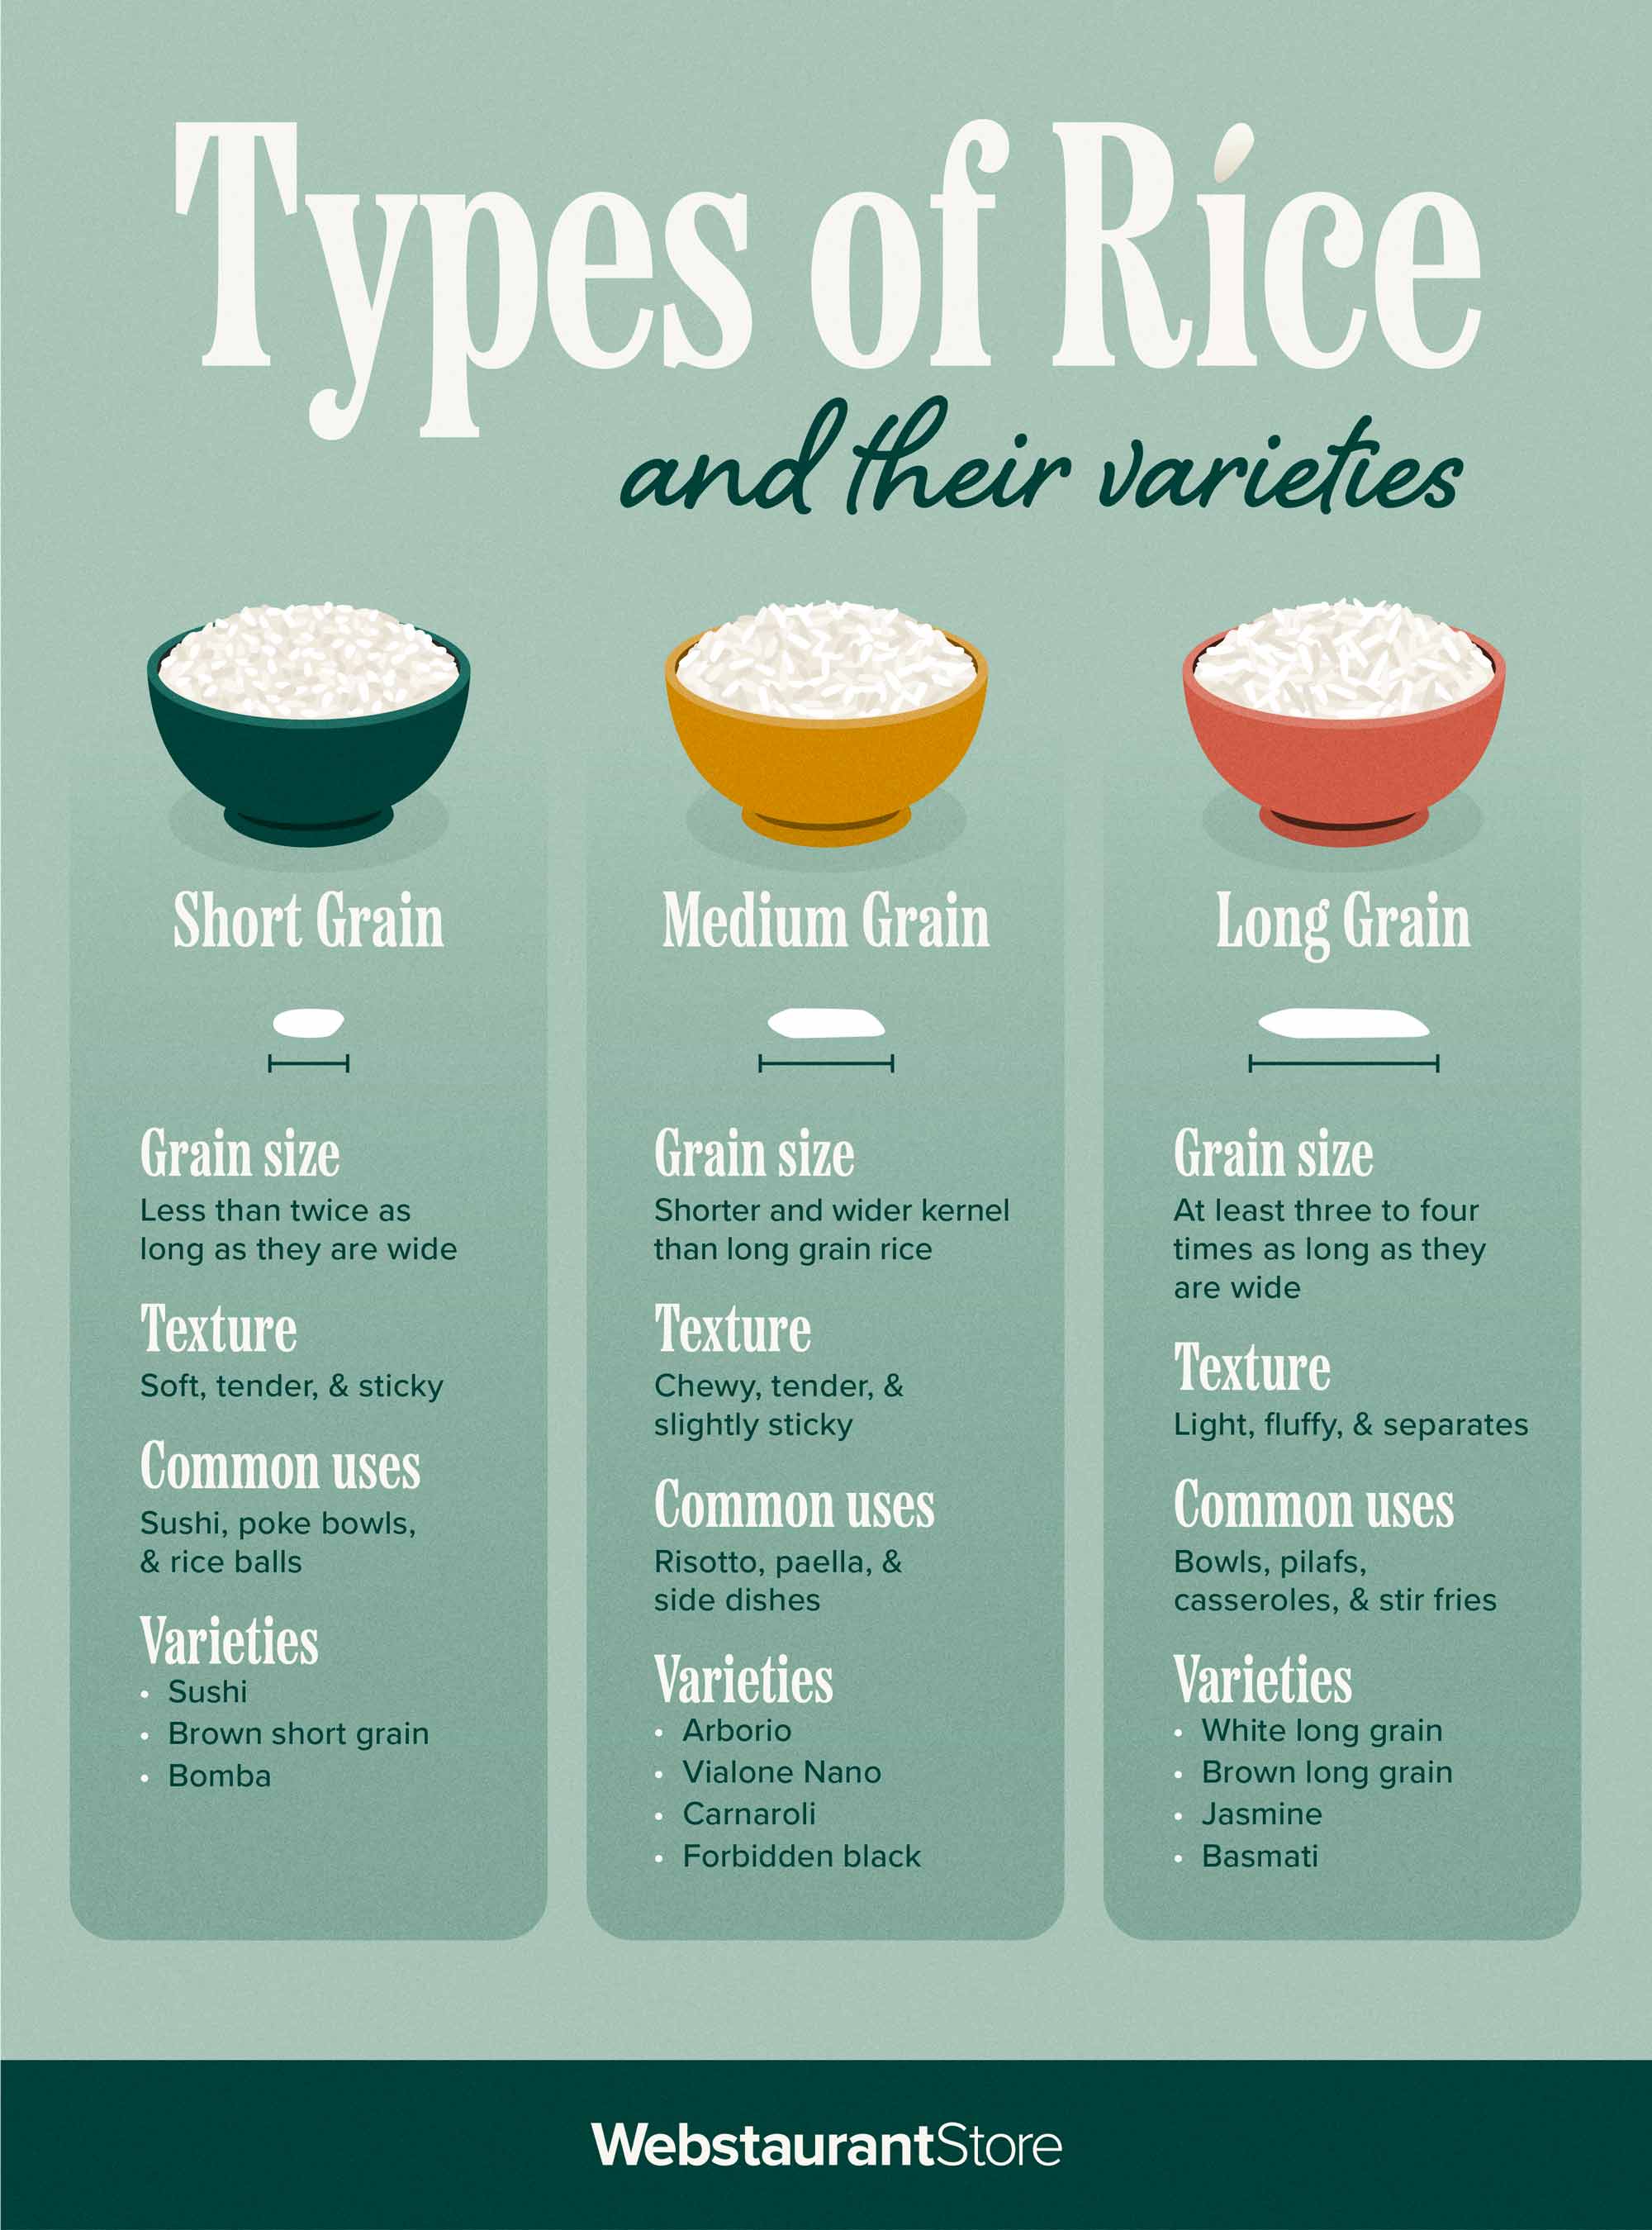 Types of Rice
and their varieties
Short Grain
Grain size
Less than twice as
long as they are wide
Texture
Soft, tender, & sticky
Common uses
Sushi, poke bowls,
& rice balls
Varieties
• Sushi
• Brown short grain
• Bomba
Medium Grain
Grain size
Shorter and wider kernel
than long grain rice
Texture
Chewy, tender, &
slightly sticky
Common uses
Risotto, paella, &
side dishes
Varieties
• Arborio
• Vialone Nano
• Carnaroli
• Forbidden black
Long Grain
Grain size
At least three to four
times as long as they
are wide
Texture
Light, fluffy, & separates
Common uses
Bowls, pilafs,
casseroles, & stir fries
Varieties
• White long grain
• Brown long grain
• Jasmine
• Basmati
WebstaurantStore